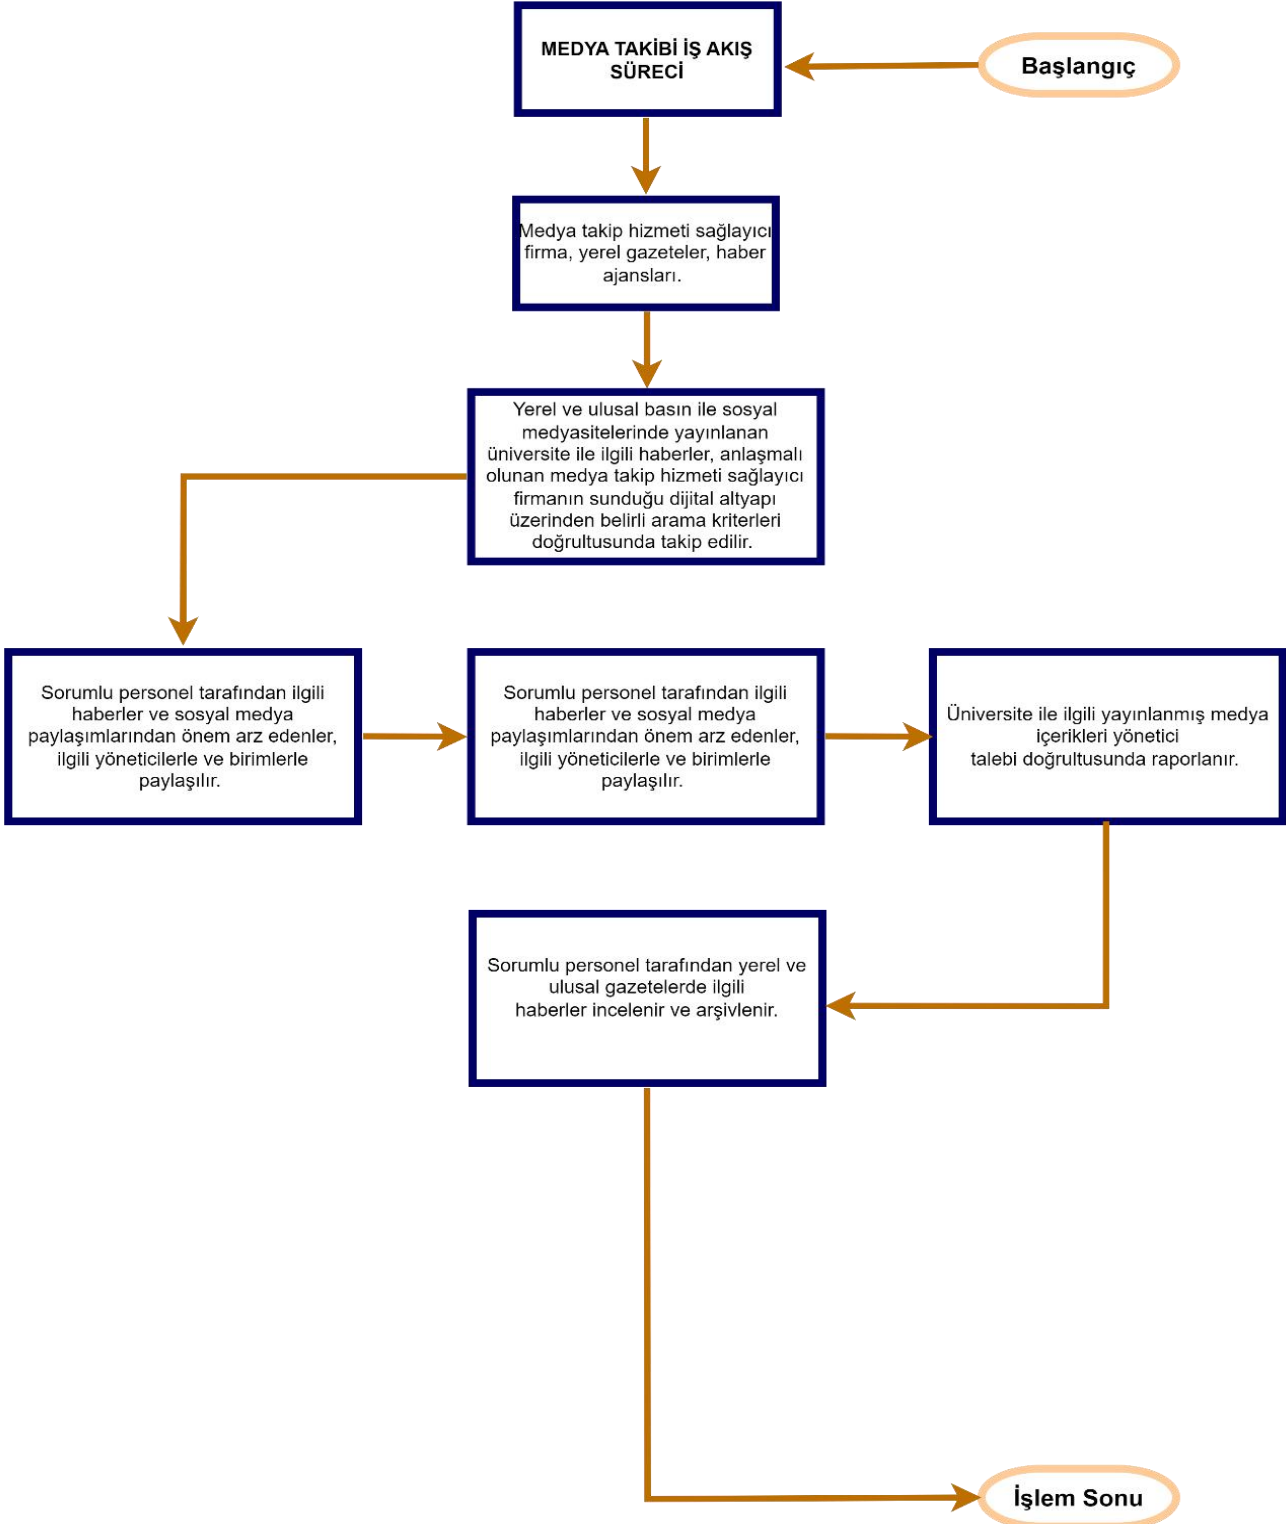 MEDYA TAKİBİ İŞ AKIŞ
SÜRECİ
Başlangıç
Medya takip hizmeti sağlayıcı
firma, yerel gazeteler, haber
ajansları.
Yerel ve ulusal basın ile sosyal
medyasitelerinde yayınlanan
üniversite ile ilgili haberler, anlaşmalı
olunan medya takip hizmeti sağlayıcı
firmanın sunduğu dijital altyapı
üzerinden belirli arama kriterleri
doğrultusunda takip edilir.
Sorumlu personel tarafından ilgili
haberler ve sosyal medya
paylaşımlarından önem arz edenler,
ilgili yöneticilerle ve birimlerle
paylaşılır.
Sorumlu personel tarafından ilgili
haberler ve sosyal medya
paylaşımlarından önem arz edenler,
ilgili yöneticilerle ve birimlerle
paylaşılır.
Üniversite ile ilgili yayınlanmış medya
içerikleri yönetici
talebi doğrultusunda raporlanır.
Sorumlu personel tarafından yerel ve
ulusal gazetelerde ilgili
haberler incelenir ve arşivlenir.
İşlem Sonu